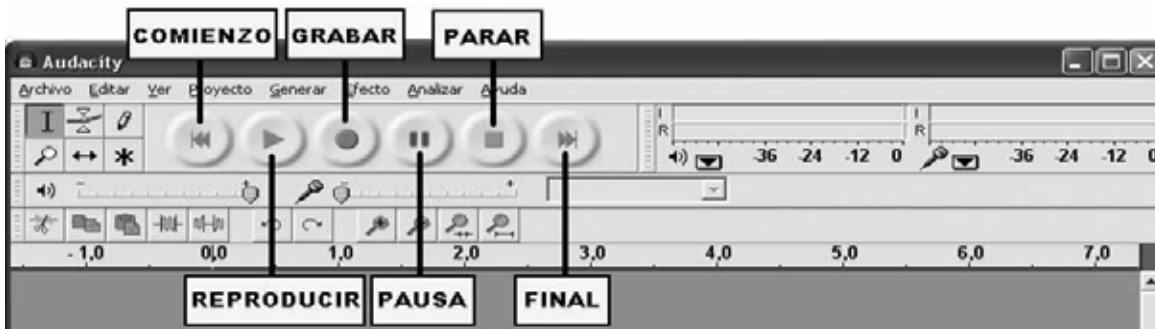 COMIENZO GRABAR PARAR
Audacity
Archivo Editar Ver Proyecto Generar Efecto Analizar Ayuda
I
R
-36 -24 -12 0
I
R
-36 -24 -12 0
- +
- +
- 1,0 0,0 1,0 2,0 3,0 4,0 5,0 6,0 7,0
REPRODUCIR PAUSA FINAL